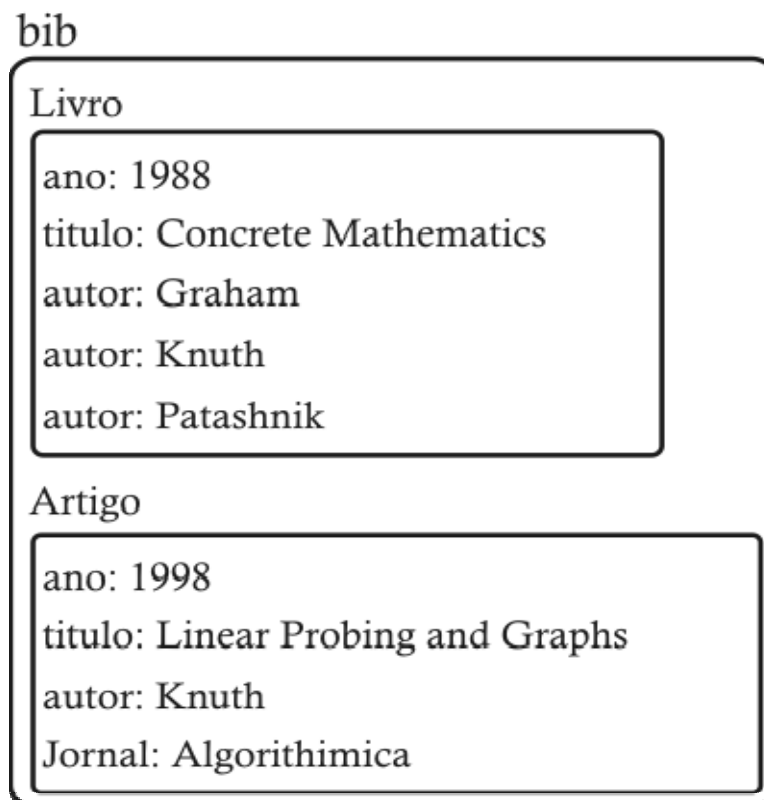 bib
Livro
ano: 1988
titulo: Concrete Mathematics
autor: Graham
autor: Knuth
autor: Patashnik
Artigo
ano: 1998
titulo: Linear Probing and Graphs
autor: Knuth
Jornal: Algorithimica